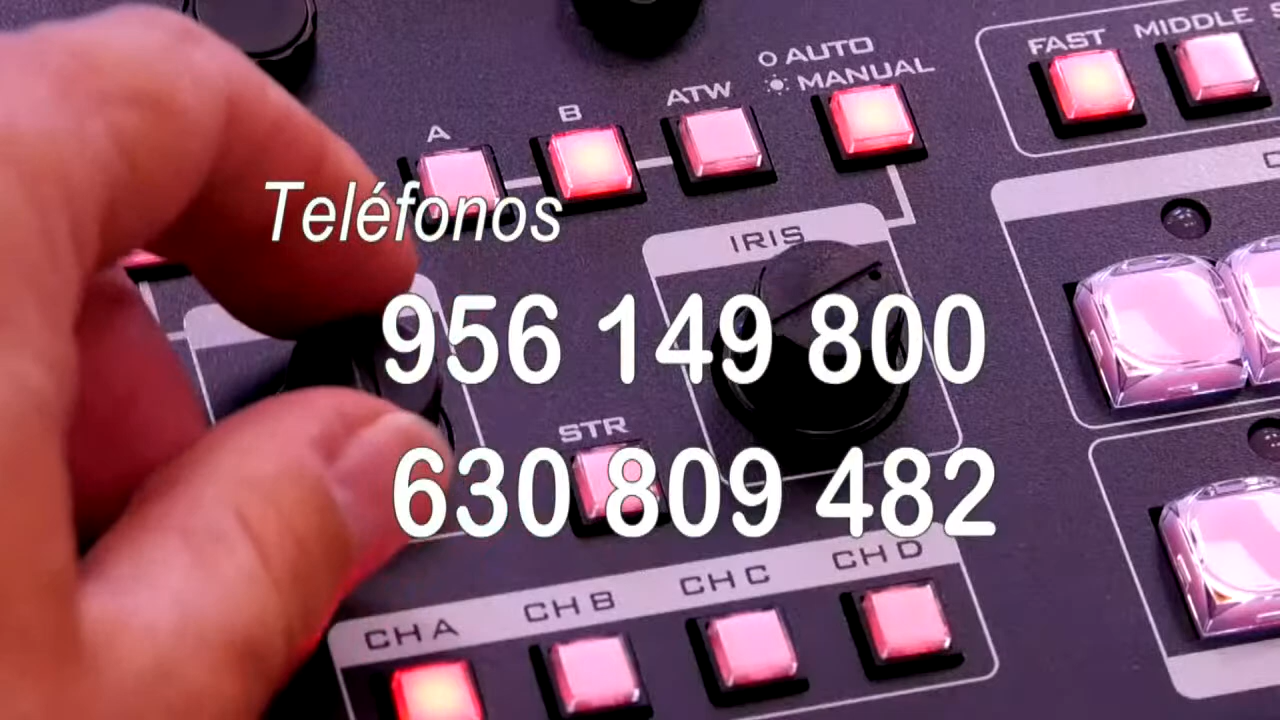 FAST MIDDLE
AUTO
MANUAL
ATW
B
A
Teléfonos
IRIS
956 149 800
STR
630 809 482
CH A CH B CH C CH D